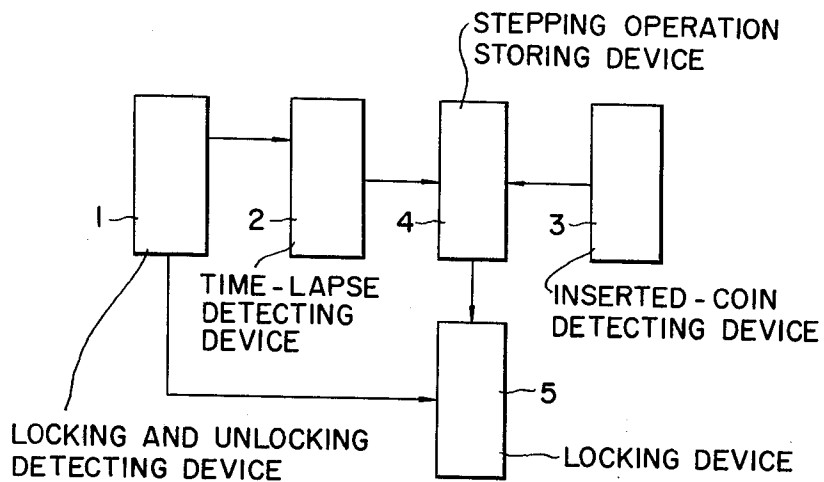 STEPPING OPERATION
STORING DEVICE
1
2
4
3
TIME-LAPSE
DETECTING
DEVICE
INSERTED-COIN
DETECTING DEVICE
5
LOCKING AND UNLOCKING
DETECTING DEVICE
LOCKING DEVICE